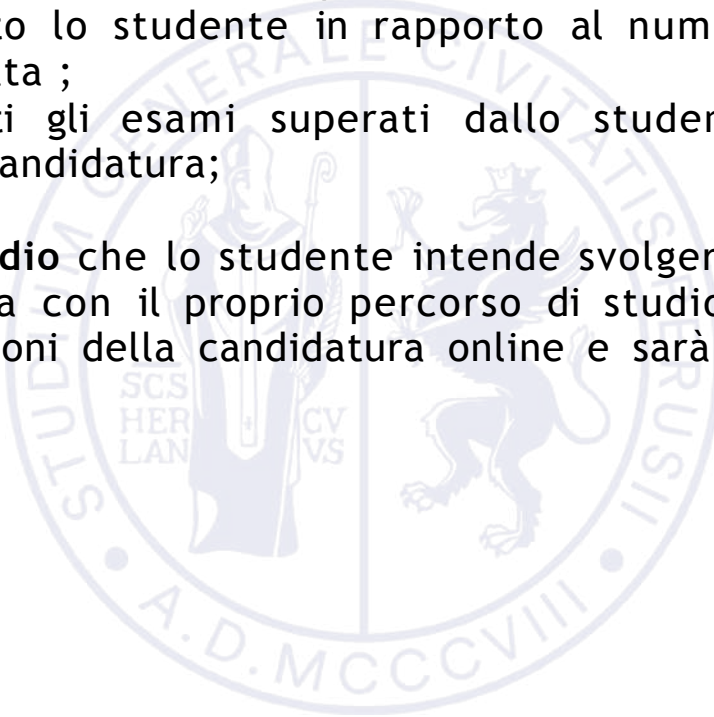 to lo studente in rapporto al num
ta ;
ti gli esami superati dallo studen
andidatura;
dio che lo studente intende svolger
a con il proprio percorso di studio
oni della candidatura online e sarà
STUDIUM GENERALE CIVITATIS PERUSII
SCS
HER
LAN
CV
VS
A.D. MCCCVIII